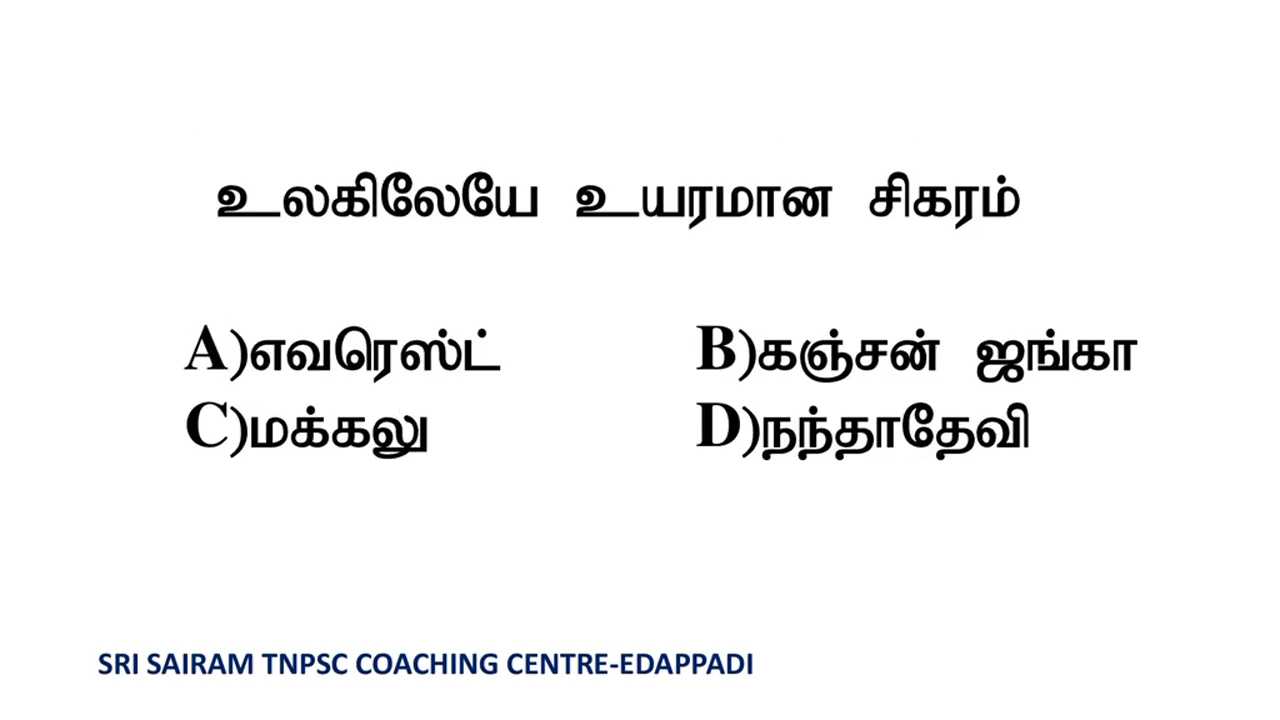 உலகிலேயே உயரமான சிகரம்
A)எவரெஸ்ட் B)கஞ்சன் ஜங்கா
C)மக்கலு D)நந்தாதேவி
SRI SAIRAM TNPSC COACHING CENTRE-EDAPPADI